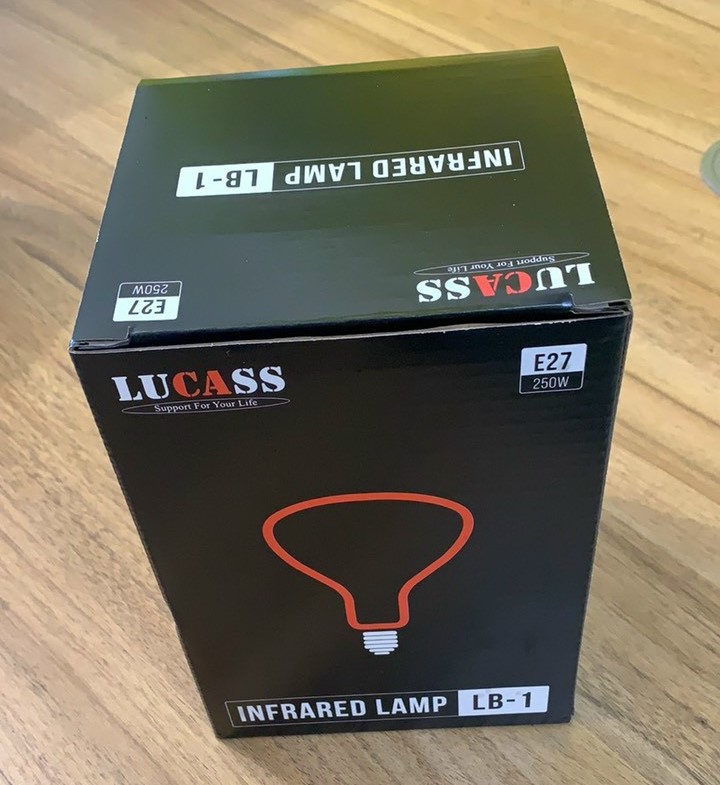 INFRARED LAMP LB-1
LUCASS
Support For Your Life
E27
250W
LUCASS
Support For Your Life
E27
250W
INFRARED LAMP LB-1